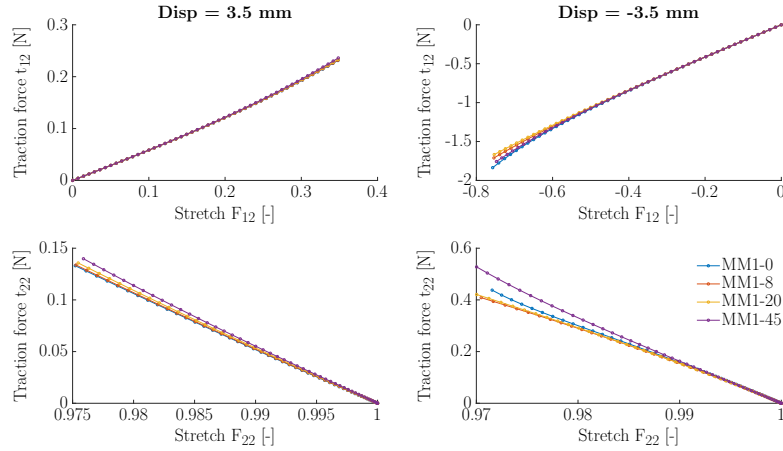 Disp = 3.5 mm
Disp = -3.5 mm
0.3
0.2
0.1
0
Traction force t12 [N]
0
0.1
0.2
0.3
0.4
Stretch F12 [-]
0
-0.5
-1
-1.5
-2
Traction force t12 [N]
-0.8
-0.6
-0.4
-0.2
0
Stretch F12 [-]
0.15
0.1
0.05
0
Traction force t22 [N]
0.975
0.98
0.985
0.99
0.995
1
Stretch F22 [-]
0.6
0.4
0.2
0
Traction force t22 [N]
0.97
0.98
0.99
1
Stretch F22 [-]
MM1-0
MM1-8
MM1-20
MM1-45